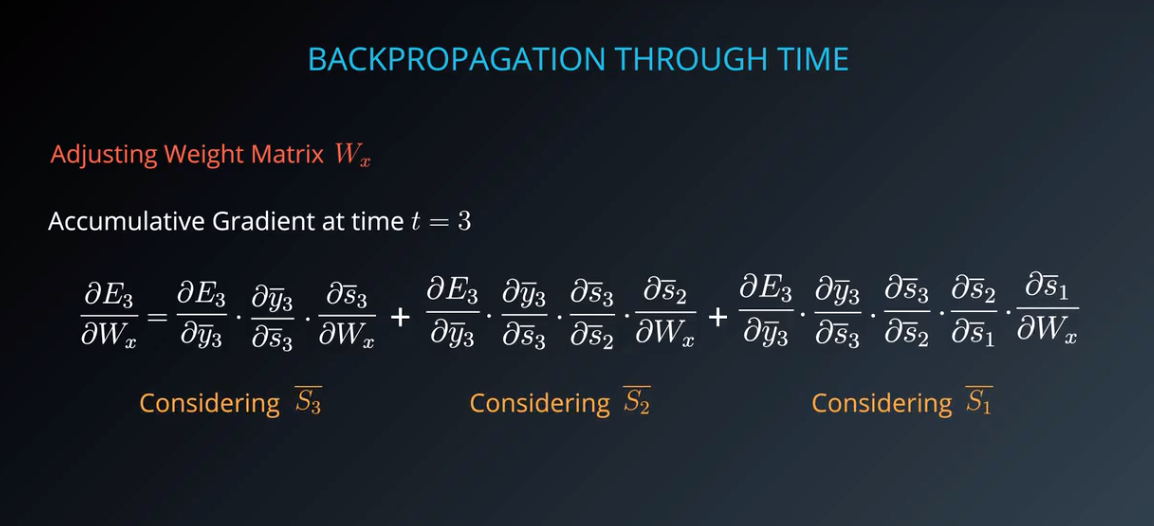 BACKPROPAGATION THROUGH TIME
Adjusting Weight Matrix $W_x$
Accumulative Gradient at time $t = 3$
$\frac{\partial E_3}{\partial W_x} = \frac{\partial E_3}{\partial \overline{y}_3} \cdot \frac{\partial \overline{y}_3}{\partial \overline{s}_3} \cdot \frac{\partial \overline{s}_3}{\partial W_x} + \frac{\partial E_3}{\partial \overline{y}_3} \cdot \frac{\partial \overline{y}_3}{\partial \overline{s}_3} \cdot \frac{\partial \overline{s}_3}{\partial \overline{s}_2} \cdot \frac{\partial \overline{s}_2}{\partial W_x} + \frac{\partial E_3}{\partial \overline{y}_3} \cdot \frac{\partial \overline{y}_3}{\partial \overline{s}_3} \cdot \frac{\partial \overline{s}_3}{\partial \overline{s}_2} \cdot \frac{\partial \overline{s}_2}{\partial \overline{s}_1} \cdot \frac{\partial \overline{s}_1}{\partial W_x}$
Considering $\overline{S_3}$ Considering $\overline{S_2}$ Considering $\overline{S_1}$